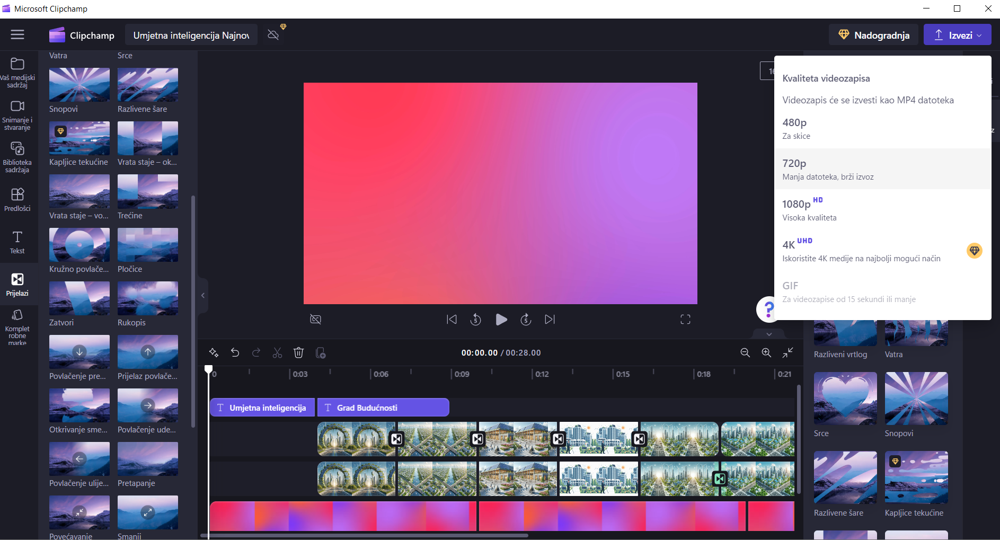 Microsoft Clipchamp
Clipchamp
Umjetna inteligencija Najnov
Nadogradnja
Izvezi
Vaš medijski
sadržaj
Snimanje i
stvaranje
Biblioteka
sadržaja
Predlošci
Tekst
Prijelazi
Komplet
robne
marke
Vatra
Srce
Snopovi
Razlivene šare
Kapljice tekućine
Vrata staje – ok...
Vrata staje – vo...
Trećine
Kružno povlače...
Pločice
Zatvori
Rukopis
Povlačenje pre...
Prijelaz povlače...
Otkrivanje sme...
Povlačenje ude...
Povlačenje ulije...
Pretapanje
Povećavanje
Smanji
16
Kvaliteta videozapisa
Videozapis će se izvesti kao MP4 datoteka
480p
Za skice
720p
Manja datoteka, brži izvoz
1080p HD
Visoka kvaliteta
4K UHD
Iskoristite 4K medije na najbolji mogući način
GIF
Za videozapise od 15 sekundi ili manje
?
5
5
00:00.00 / 00:28.00
0
0:03
0:06
0:09
0:12
0:15
0:18
0:21
T Umjetna inteligencija
T Grad Budućnosti
Razliveni vrtlog
Vatra
Srce
Snopovi
Razlivene šare
Kapljice tekućine